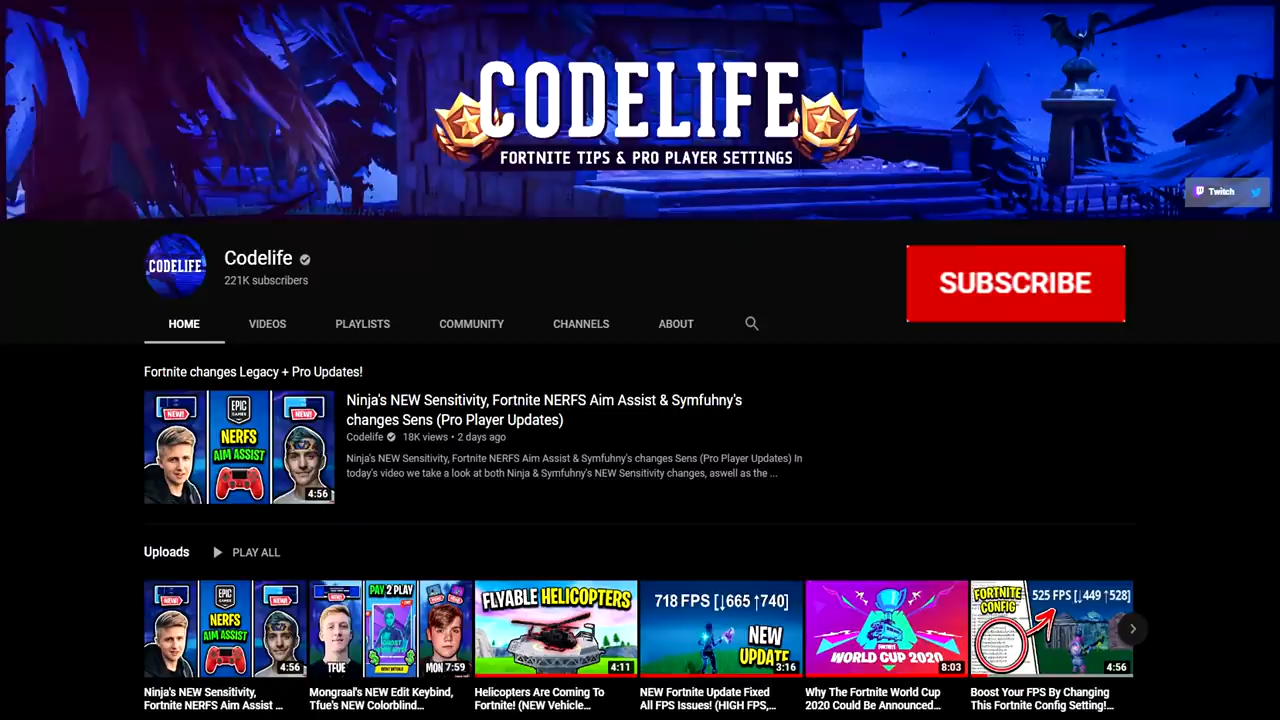 CODELIFE
FORTNITE TIPS & PRO PLAYER SETTINGS
Twitch
CODELIFE
Codelife
221K subscribers
SUBSCRIBE
HOME VIDEOS PLAYLISTS COMMUNITY CHANNELS ABOUT
Fortnite changes Legacy + Pro Updates!
NEW!
EPIC
GAMES
NEW!
NERFS
AIM ASSIST
4:56
Ninja's NEW Sensitivity, Fortnite NERFS Aim Assist & Symfuhny's
changes Sens (Pro Player Updates)
Codelife 18K views • 2 days ago
Ninja's NEW Sensitivity, Fortnite NERFS Aim Assist & Symfuhny's changes Sens (Pro Player Updates) In
today's video we take a look at both Ninja & Symfuhny's NEW Sensitivity changes, aswell as the ...
Uploads PLAY ALL
NEW!
EPIC
GAMES
NEW!
NERFS
AIM ASSIST
4:56
NEW!
PAY 2 PLAY
TFUE
MON
7:59
FLYABLE HELICOPTERS
4:11
718 FPS [↓665 ↑740]
NEW
UPDATE
3:16
FORTNITE
WORLD CUP 2020
8:03
FORTNITE
CONFIG
525 FPS [↓449 ↑528]
4:56
Ninja's NEW Sensitivity,
Fortnite NERFS Aim Assist ...
Mongraal's NEW Edit Keybind,
Tfue's NEW Colorblind...
Helicopters Are Coming To
Fortnite! (NEW Vehicle...
NEW Fortnite Update Fixed
All FPS Issues! (HIGH FPS,...
Why The Fortnite World Cup
2020 Could Be Announced...
Boost Your FPS By Changing
This Fortnite Config Setting!...